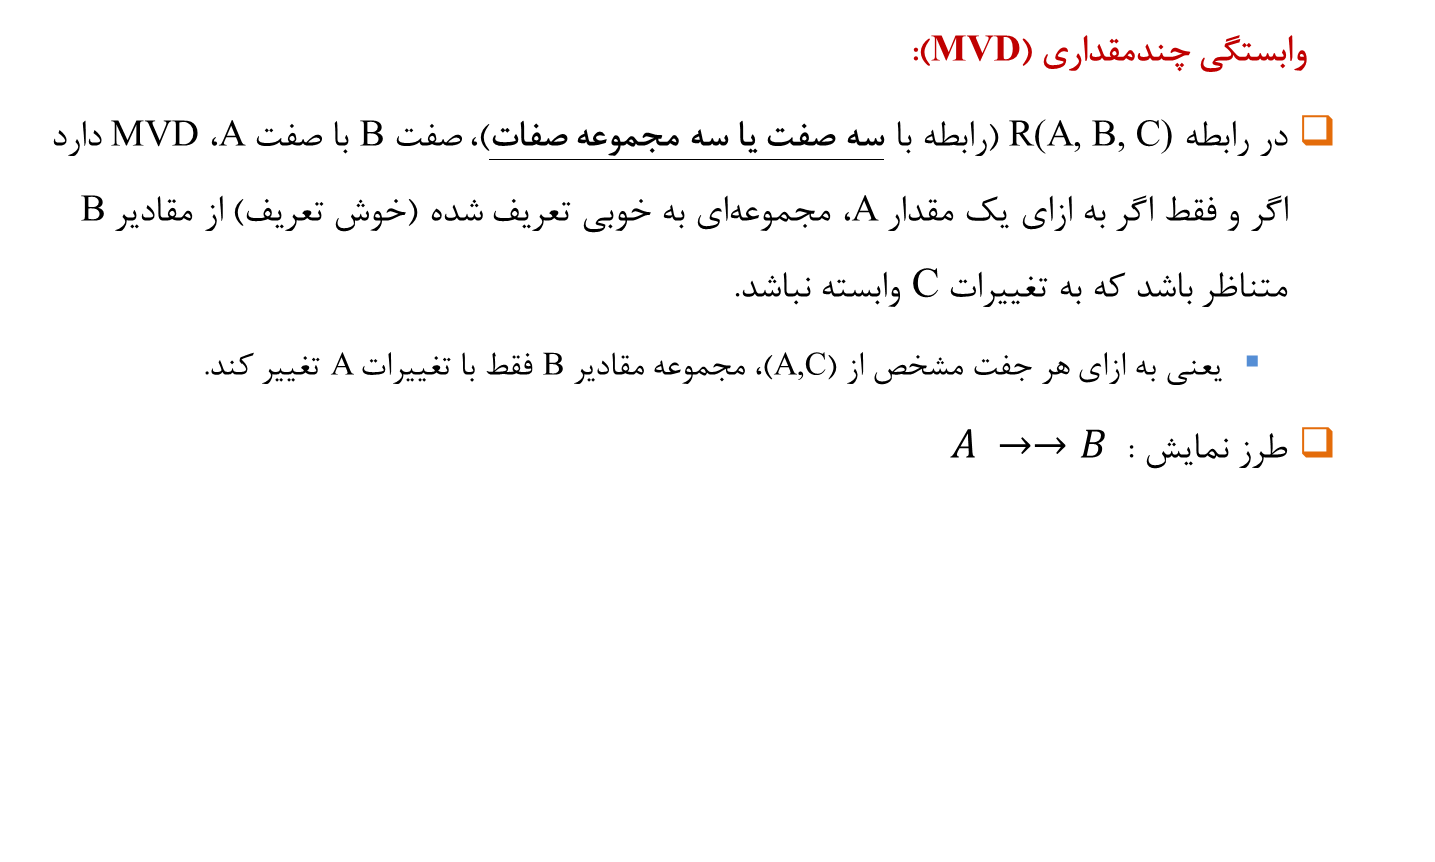 وابستگی چندمقداری (MVD):
در رابطه R(A, B, C) (رابطه با سه صفت یا سه مجموعه صفات)، صفت B با صفت A، MVD دارد
اگر و فقط اگر به ازای یک مقدار A، مجموعه‌ای به خوبی تعریف شده (خوش تعریف) از مقادیر B
متناظر باشد که به تغییرات C وابسته نباشد.
یعنی به ازای هر جفت مشخص از (A,C)، مجموعه مقادیر B فقط با تغییرات A تغییر کند.
طرز نمایش : A →→ B